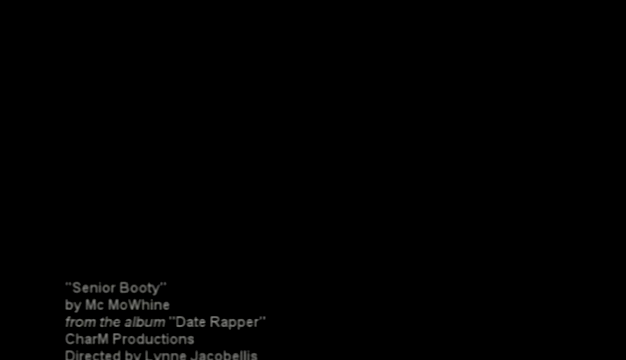 "Senior Booty"
by Mc MoWhine
from the album "Date Rapper"
CharM Productions
Directed by Lynne Jacobellis